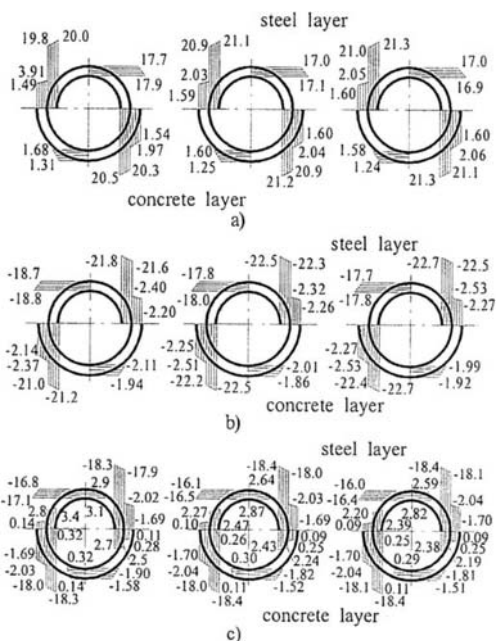 steel layer
19.8 20.0 20.9 21.1 21.0 21.3
17.7 17.0 17.0
3.91 2.03 2.05
1.49 17.9 1.59 17.1 1.60 16.9
1.54 1.60 1.60
1.68 1.97 1.60 2.04 1.58 2.06
1.31 1.25 1.24
20.5 20.3 21.2 20.9 21.3 21.1
concrete layer
a)
steel layer
-21.8 -22.5 -22.3 -22.7 -22.5
-18.7 -21.6 -17.8 -17.7
-18.8 -2.40 -18.0 -2.32 -17.8 -2.53
-2.20 -2.26 -2.27
-2.14 -2.25 -2.27
-2.37 -2.11 -2.51 -2.01 -2.53 -1.99
-21.0 -1.94 -22.2 -1.86 -22.4 -1.92
-21.2 -22.5 -22.7
concrete layer
b)
steel layer
-18.3 -18.4 -18.4
-16.8 2.9 -17.9 -16.1 2.64 -18.0 -16.0 2.59 -18.1
-17.1 -2.02 -16.5 -2.03 -16.4 -2.04
2.8 3.1 2.27 2.87 2.20 2.82
0.14 3.4 -1.69 0.10 2.47 -1.69 0.09 2.39 -1.70
0.32 0.11 0.26 0.09 0.25 0.09
-1.69 2.7 0.28 -1.70 2.43 0.25 -1.70 2.38 0.25
-2.03 0.32 2.5 -2.04 0.30 2.24 -2.04 0.29 2.19
-18.0 0.14 -1.90 -18.0 0.11 -1.82 -18.1 0.11 -1.81
-18.3 -1.58 -18.4 -1.52 -18.4 -1.51
concrete layer
c)